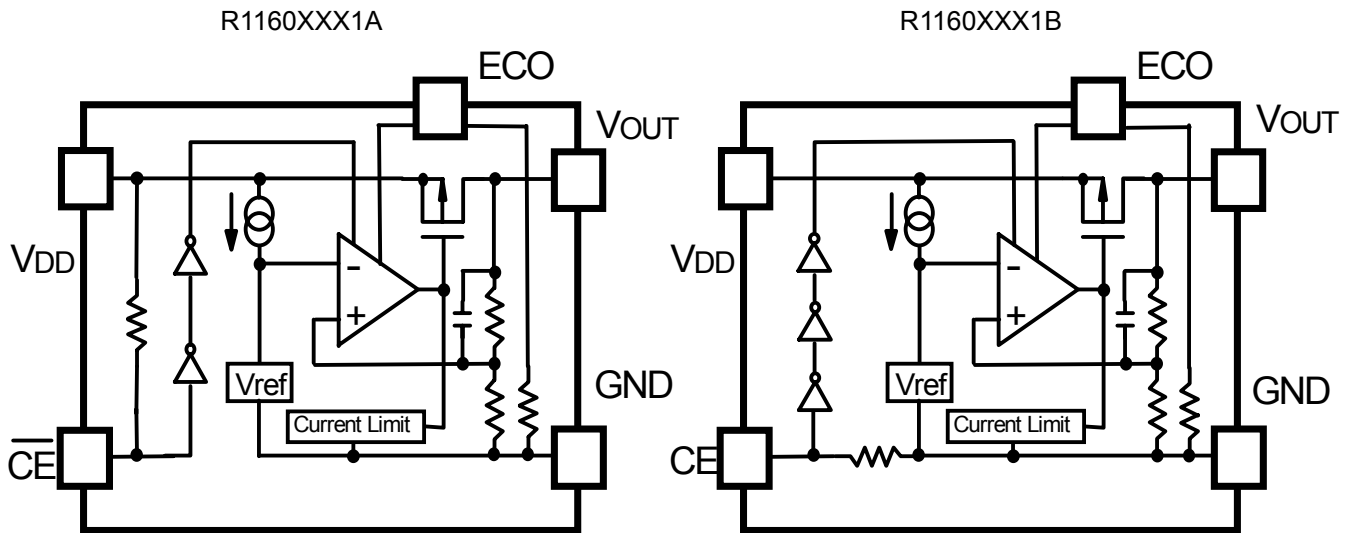 R1160XXX1A
R1160XXX1B
ECO
ECO
VOUT
VOUT
-
-
VDD
VDD
+
+
Vref
Vref
GND
GND
Current Limit
Current Limit
CE
CE